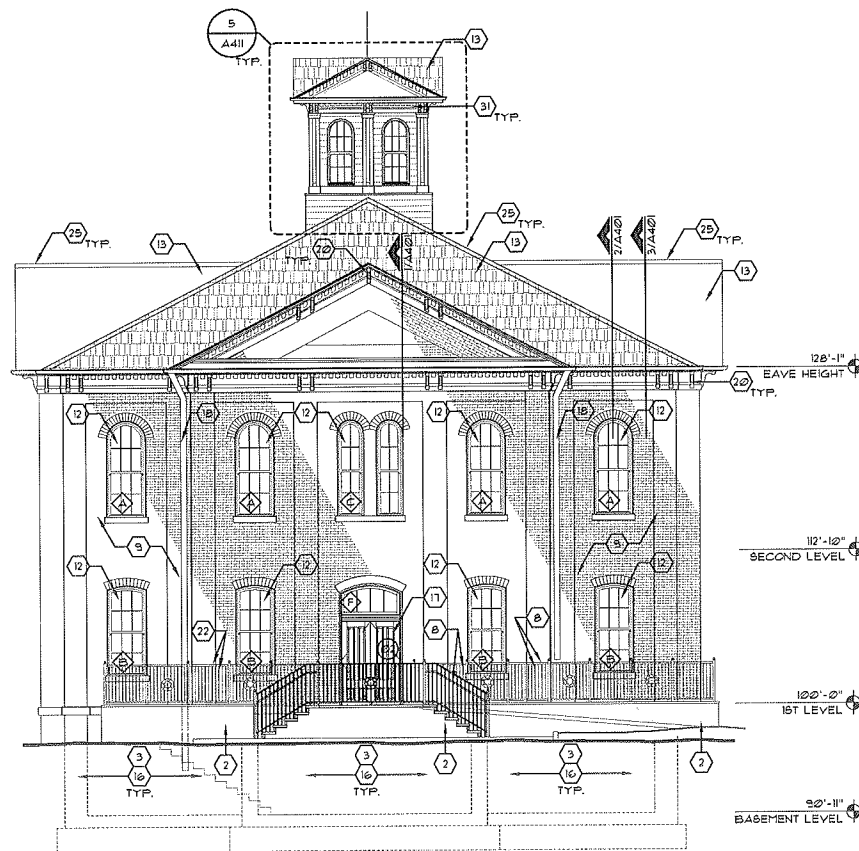 5
A411
TYP.
13
31
TYP.
25
TYP.
13
TYP.
20
1/A401
25
TYP.
13
2/A401
3/A401
25
TYP.
13
128'-1"
EAVE HEIGHT
20
TYP.
12
18
12
12
12
18
12
A
A
C
A
A
9
9
112'-10"
SECOND LEVEL
12
12
12
12
F
17
22
8
8
B
B
B
B
100'-0"
1ST LEVEL
3
16
TYP.
2
3
16
TYP.
2
3
16
TYP.
2
90'-11"
BASEMENT LEVEL